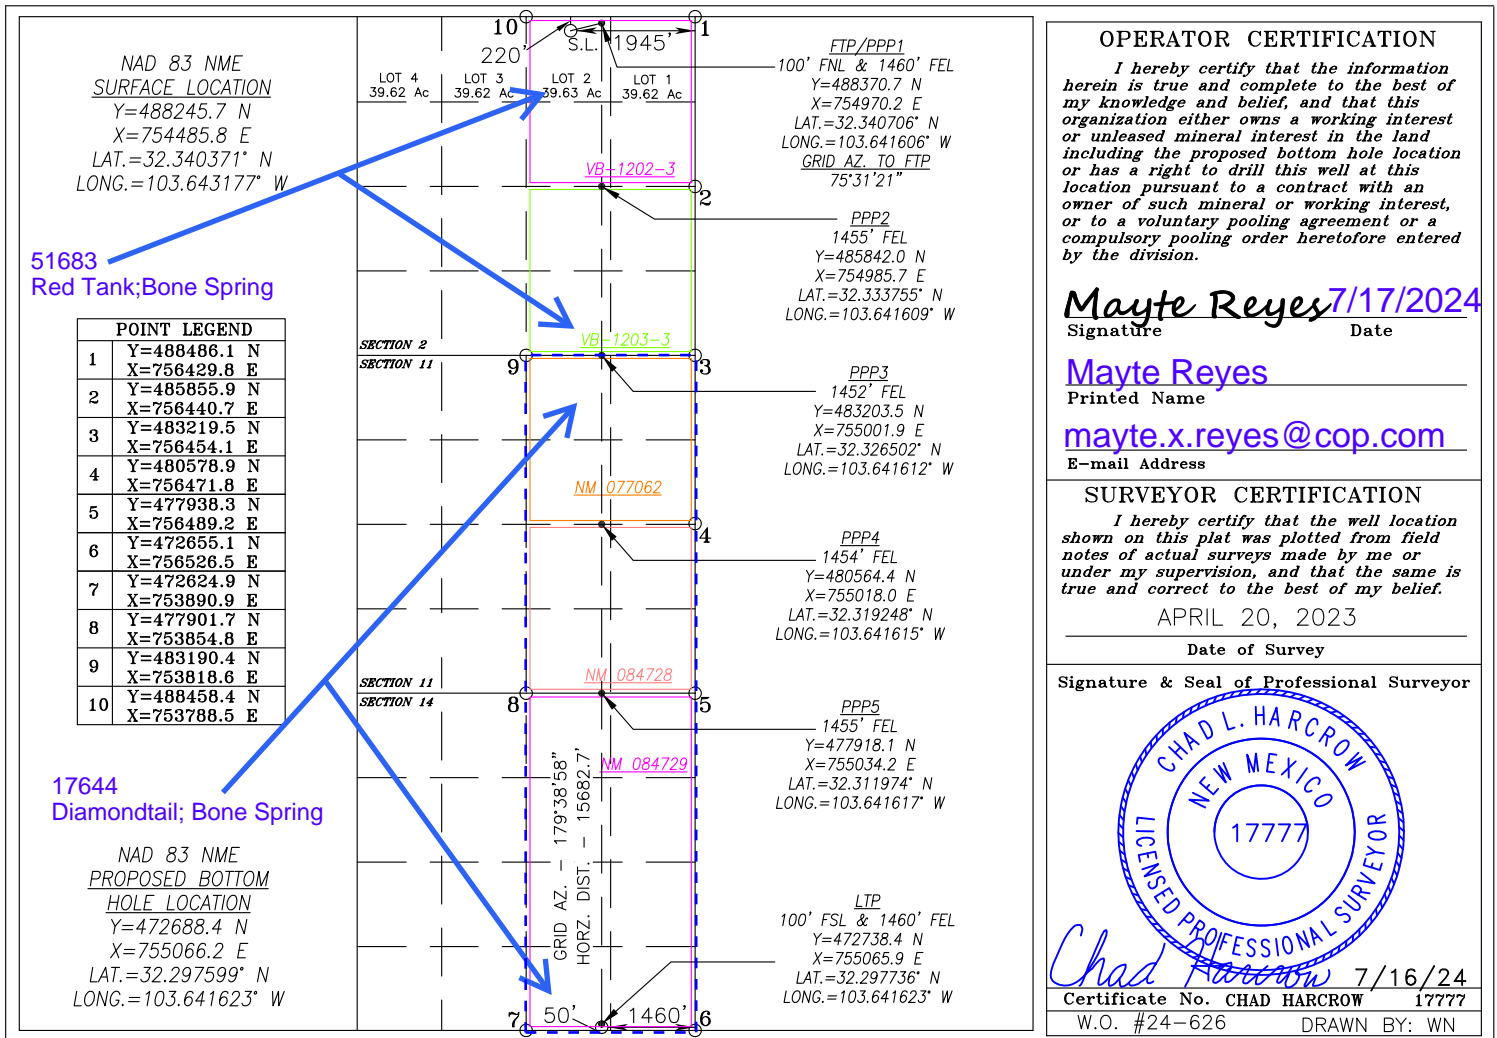 NAD 83 NME
SURFACE LOCATION
Y=488245.7 N
X=754485.8 E
LAT.=32.340371° N
LONG.=103.643177° W
51683
Red Tank;Bone Spring
POINT LEGEND
1 Y=488486.1 N
X=756429.8 E
2 Y=485855.9 N
X=756440.7 E
3 Y=483219.5 N
X=756454.1 E
4 Y=480578.9 N
X=756471.8 E
5 Y=477938.3 N
X=756489.2 E
6 Y=472655.1 N
X=756526.5 E
7 Y=472624.9 N
X=753890.9 E
8 Y=477901.7 N
X=753854.8 E
9 Y=483190.4 N
X=753818.6 E
10 Y=488458.4 N
X=753788.5 E
17644
Diamondtail; Bone Spring
NAD 83 NME
PROPOSED BOTTOM
HOLE LOCATION
Y=472688.4 N
X=755066.2 E
LAT.=32.297599° N
LONG.=103.641623° W
10
1
220'
S.L.
1945'
LOT 4
39.62 Ac
LOT 3
39.62 Ac
LOT 2
39.63 Ac
LOT 1
39.62 Ac
VB-1202-3
2
VB-1203-3
SECTION 2
SECTION 11
9
3
NM 077062
4
NM 084728
SECTION 11
SECTION 14
8
5
NM 084729
GRID AZ. - 179°38'58"
HORZ. DIST. - 15682.7'
7
50'
1460'
6
FTP/PPP1
100' FNL & 1460' FEL
Y=488370.7 N
X=754970.2 E
LAT.=32.340706° N
LONG.=103.641606° W
GRID AZ. TO FTP
75°31'21"
PPP2
1455' FEL
Y=485842.0 N
X=754985.7 E
LAT.=32.333755° N
LONG.=103.641609° W
PPP3
1452' FEL
Y=483203.5 N
X=755001.9 E
LAT.=32.326502° N
LONG.=103.641612° W
PPP4
1454' FEL
Y=480564.4 N
X=755018.0 E
LAT.=32.319248° N
LONG.=103.641615° W
PPP5
1455' FEL
Y=477918.1 N
X=755034.2 E
LAT.=32.311974° N
LONG.=103.641617° W
LTP
100' FSL & 1460' FEL
Y=472738.4 N
X=755065.9 E
LAT.=32.297736° N
LONG.=103.641623° W
OPERATOR CERTIFICATION
I hereby certify that the information
herein is true and complete to the best of
my knowledge and belief, and that this
organization either owns a working interest
or unleased mineral interest in the land
including the proposed bottom hole location
or has a right to drill this well at this
location pursuant to a contract with an
owner of such mineral or working interest,
or to a voluntary pooling agreement or a
compulsory pooling order heretofore entered
by the division.
Mayte Reyes 7/17/2024
Signature Date
Mayte Reyes
Printed Name
mayte.x.reyes@cop.com
E-mail Address
SURVEYOR CERTIFICATION
I hereby certify that the well location
shown on this plat was plotted from field
notes of actual surveys made by me or
under my supervision, and that the same is
true and correct to the best of my belief.
APRIL 20, 2023
Date of Survey
Signature & Seal of Professional Surveyor
CHAD L. HARCROW
NEW MEXICO
17777
LICENSED PROFESSIONAL SURVEYOR
Chad Harcrow 7/16/24
Certificate No. CHAD HARCROW 17777
W.O. #24-626 DRAWN BY: WN